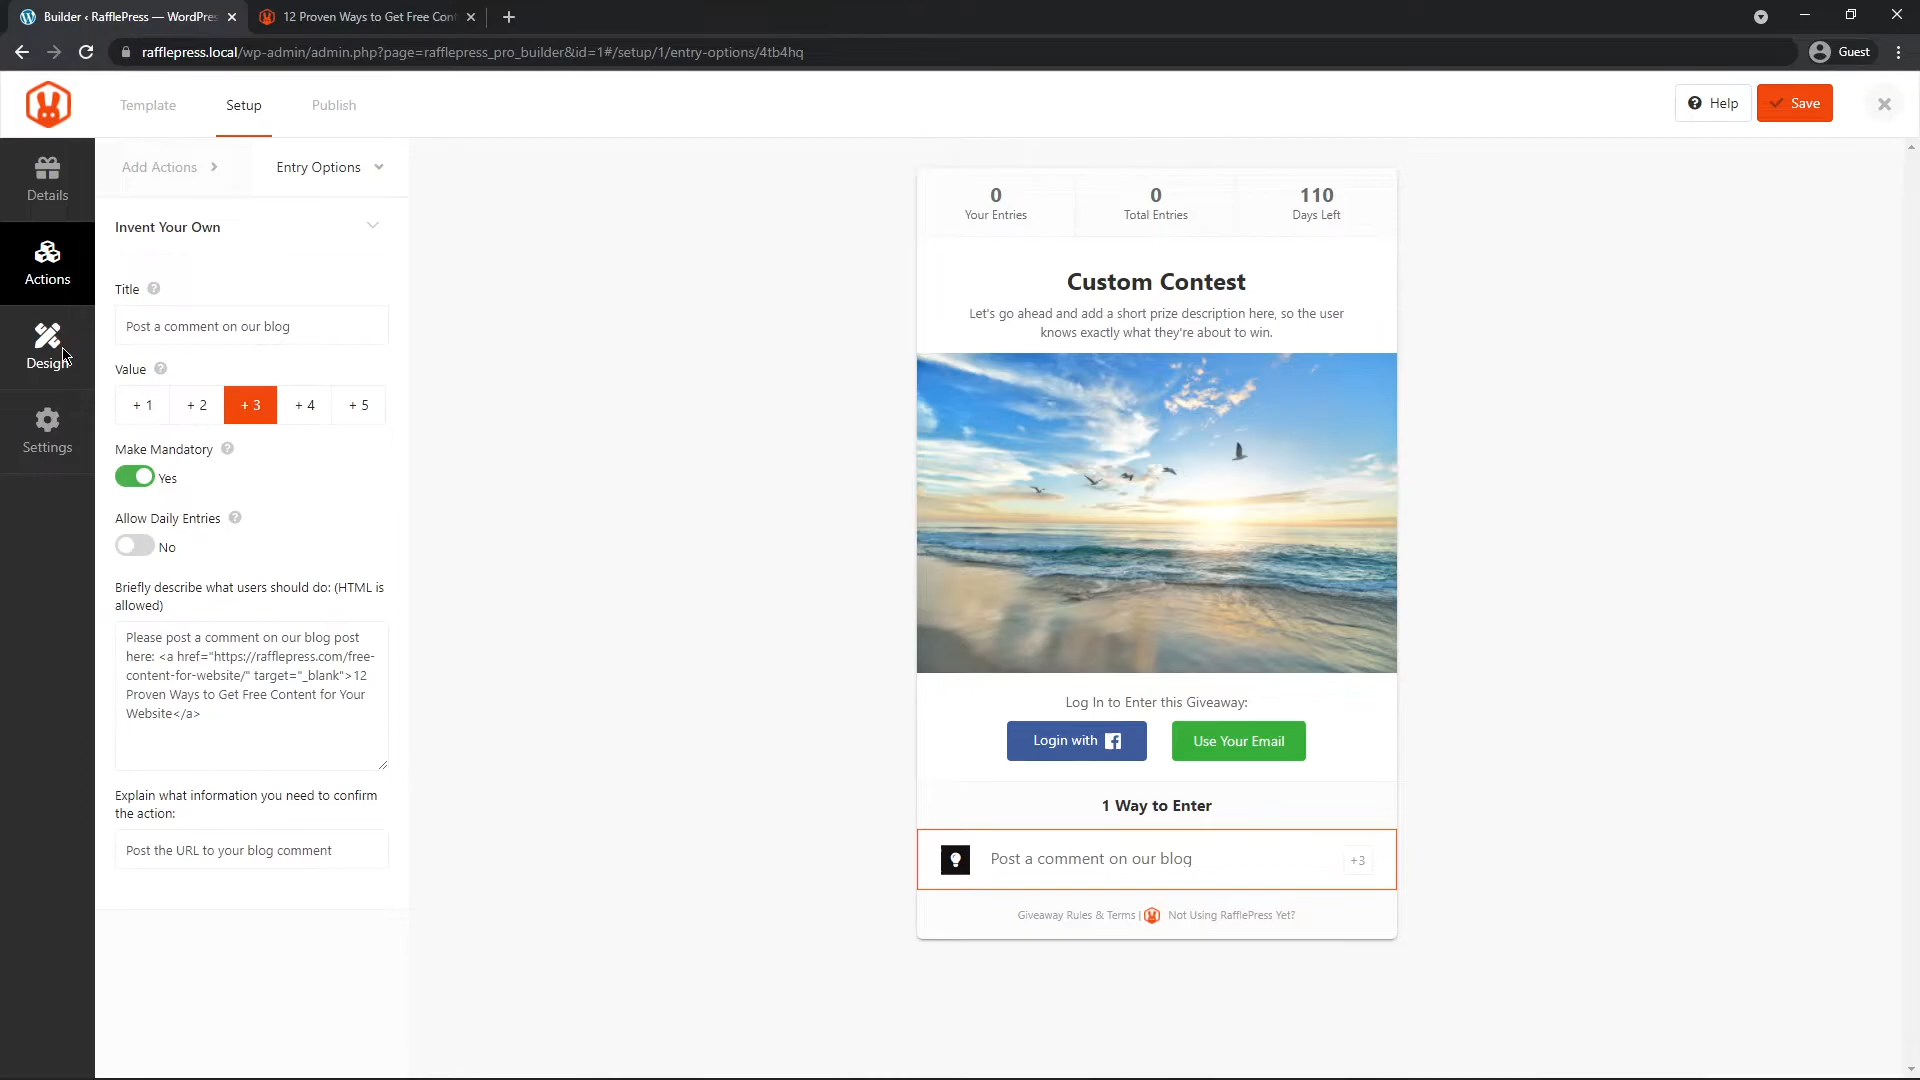 Builder ‹ RafflePress — WordPres
12 Proven Ways to Get Free Cont
rafflepress.local/wp-admin/admin.php?page=rafflepress_pro_builder&id=1#/setup/1/entry-options/4tb4hq
Guest
Template
Setup
Publish
Help
Save
Details
Actions
Design
Settings
Add Actions
Entry Options
Invent Your Own
Title
Post a comment on our blog
Value
+ 1
+ 2
+ 3
+ 4
+ 5
Make Mandatory
Yes
Allow Daily Entries
No
Briefly describe what users should do: (HTML is
allowed)
Please post a comment on our blog post
here: <a href="https://rafflepress.com/free-
content-for-website/" target="_blank">12
Proven Ways to Get Free Content for Your
Website</a>
Explain what information you need to confirm
the action:
Post the URL to your blog comment
0
Your Entries
0
Total Entries
110
Days Left
Custom Contest
Let's go ahead and add a short prize description here, so the user
knows exactly what they're about to win.
Log In to Enter this Giveaway:
Login with
Use Your Email
1 Way to Enter
Post a comment on our blog
+3
Giveaway Rules & Terms |
Not Using RafflePress Yet?